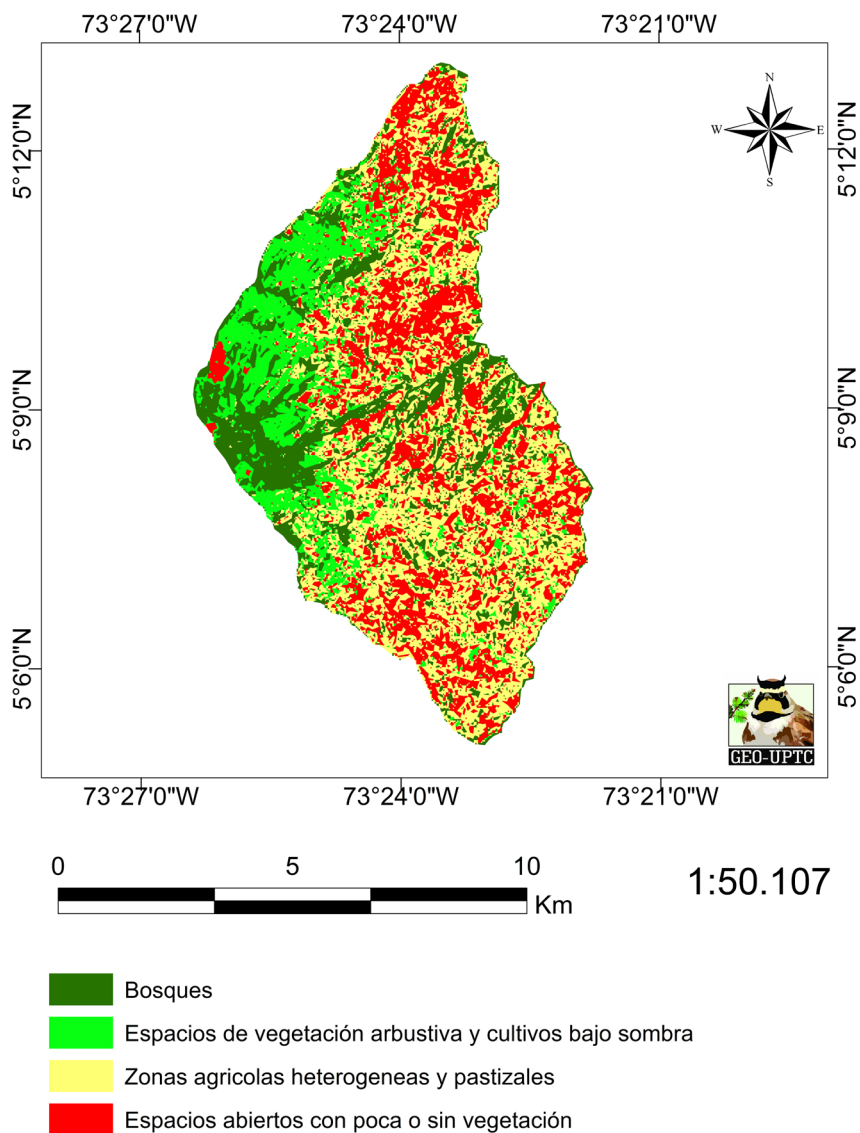 73°27'0"W 73°24'0"W 73°21'0"W
N
W E
S
5°12'0"N 5°12'0"N
5°9'0"N 5°9'0"N
5°6'0"N 5°6'0"N
GEO-UPTC
73°27'0"W 73°24'0"W 73°21'0"W
0 5 10
Km
1:50.107
Bosques
Espacios de vegetación arbustiva y cultivos bajo sombra
Zonas agricolas heterogeneas y pastizales
Espacios abiertos con poca o sin vegetación